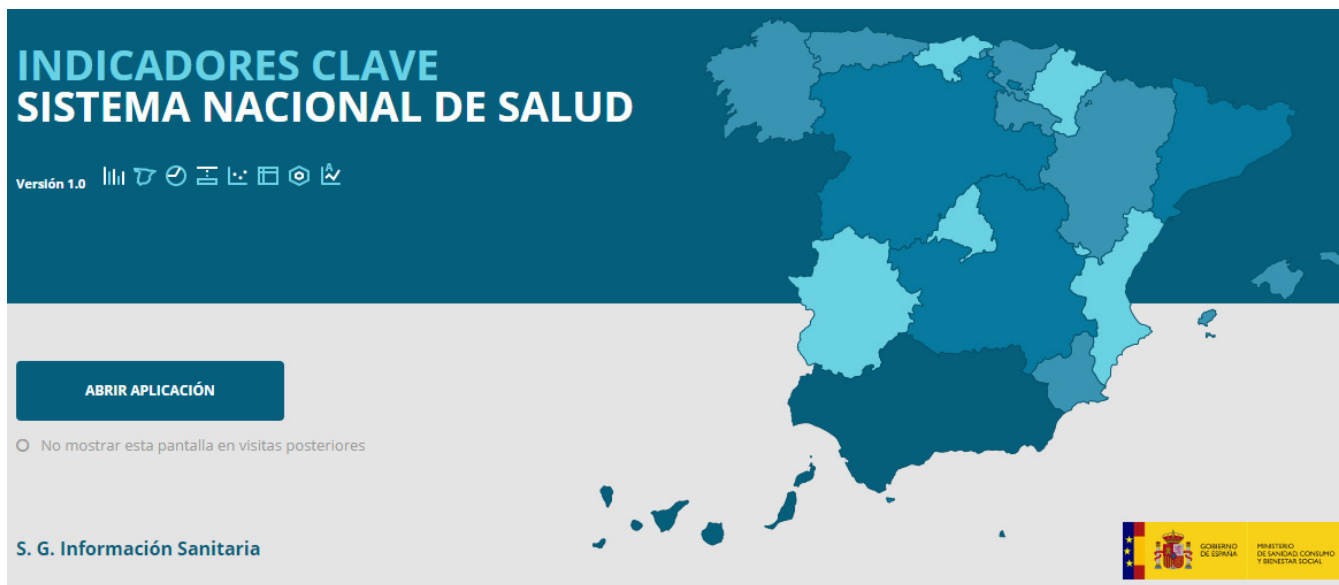 INDICADORES CLAVE
SISTEMA NACIONAL DE SALUD
Versión 1.0
ABRIR APLICACIÓN
No mostrar esta pantalla en visitas posteriores
S. G. Información Sanitaria
GOBIERNO
DE ESPAÑA
MINISTERIO
DE SANIDAD, CONSUMO
Y BIENESTAR SOCIAL